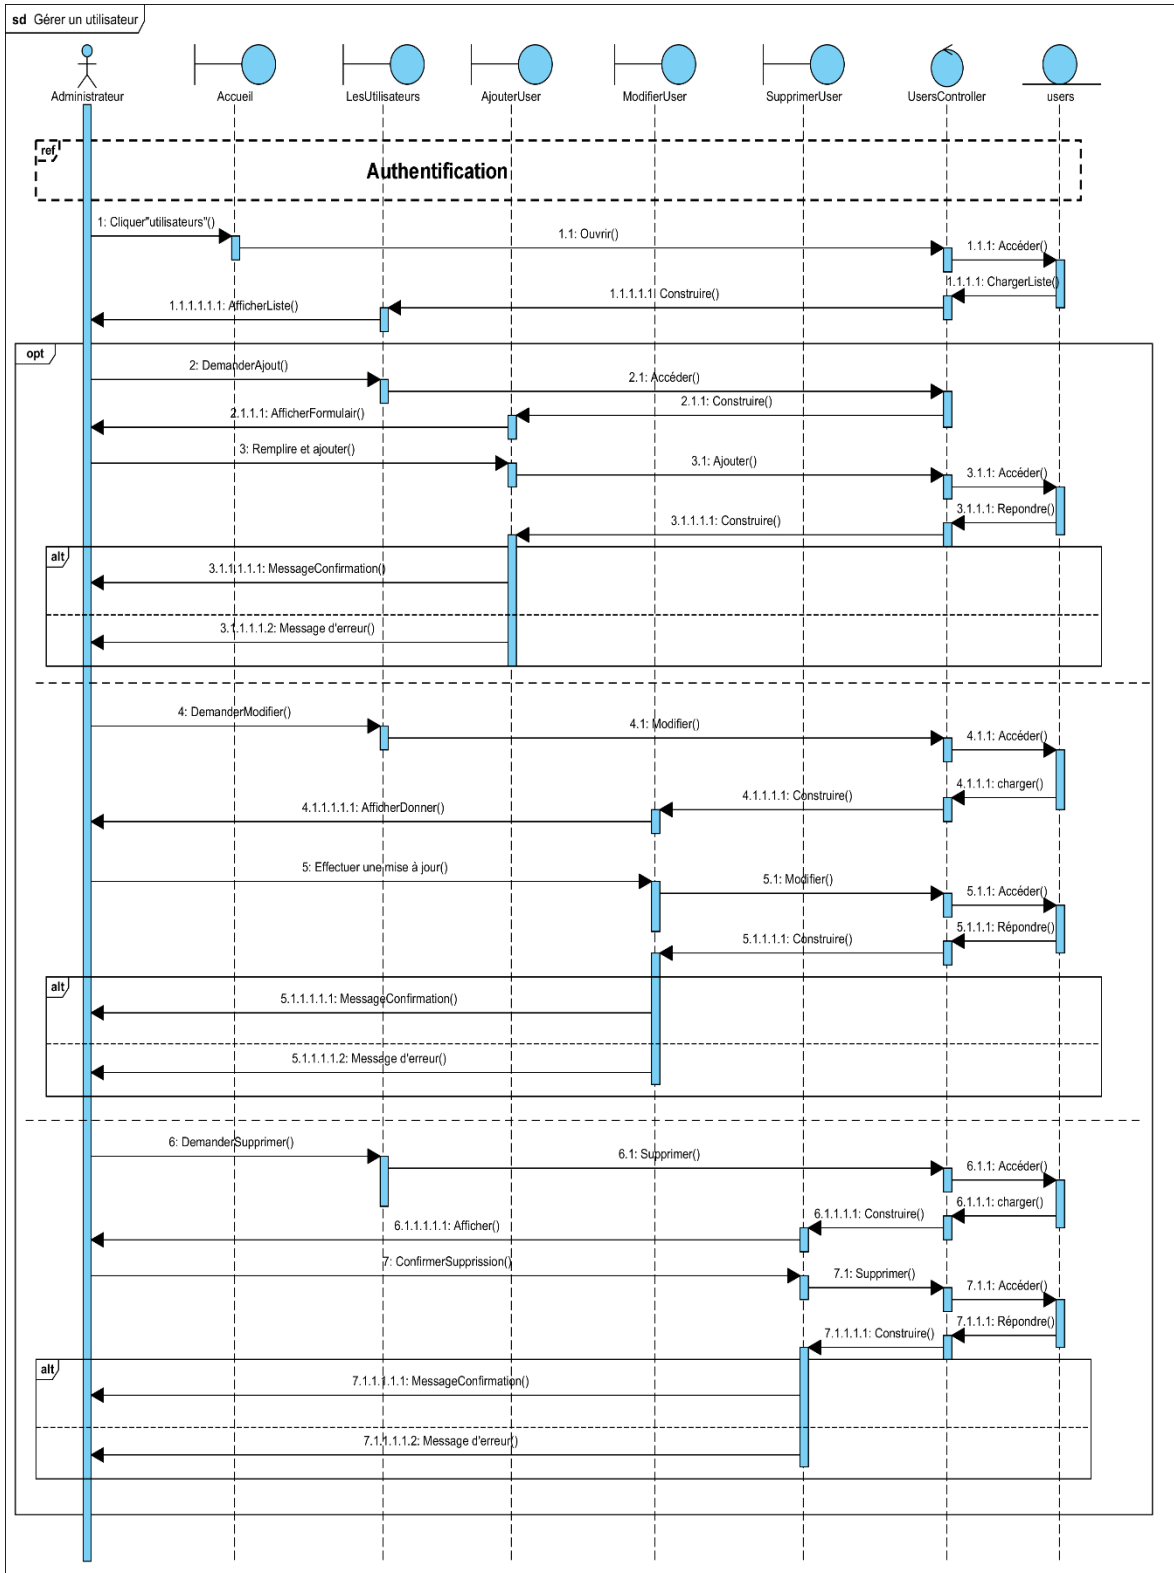 sd Gérer un utilisateur
Administrateur
Accueil
LesUtilisateurs
AjouterUser
ModifierUser
SupprimerUser
UsersController
users
ref
Authentification
1: Cliquer"utilisateurs"()
1.1: Ouvrir()
1.1.1: Accéder()
1.1.1.1: ChargerListe()
1.1.1.1.1: Construire()
1.1.1.1.1.1: AfficherListe()
opt
2: DemanderAjout()
2.1: Accéder()
2.1.1: Construire()
2.1.1.1: AfficherFormulair()
3: Remplire et ajouter()
3.1: Ajouter()
3.1.1: Accéder()
3.1.1.1: Repondre()
3.1.1.1.1: Construire()
alt
3.1.1.1.1.1: MessageConfirmation()
3.1.1.1.1.2: Message d'erreur()
4: DemanderModifier()
4.1: Modifier()
4.1.1: Accéder()
4.1.1.1: charger()
4.1.1.1.1: Construire()
4.1.1.1.1.1: AfficherDonner()
5: Effectuer une mise à jour()
5.1: Modifier()
5.1.1: Accéder()
5.1.1.1: Répondre()
5.1.1.1.1: Construire()
alt
5.1.1.1.1.1: MessageConfirmation()
5.1.1.1.1.2: Message d'erreur()
6: DemanderSupprimer()
6.1: Supprimer()
6.1.1: Accéder()
6.1.1.1: charger()
6.1.1.1.1: Construire()
6.1.1.1.1.1: Afficher()
7: ConfirmerSupprission()
7.1: Supprimer()
7.1.1: Accéder()
7.1.1.1: Répondre()
7.1.1.1.1: Construire()
alt
7.1.1.1.1.1: MessageConfirmation()
7.1.1.1.1.2: Message d'erreur()